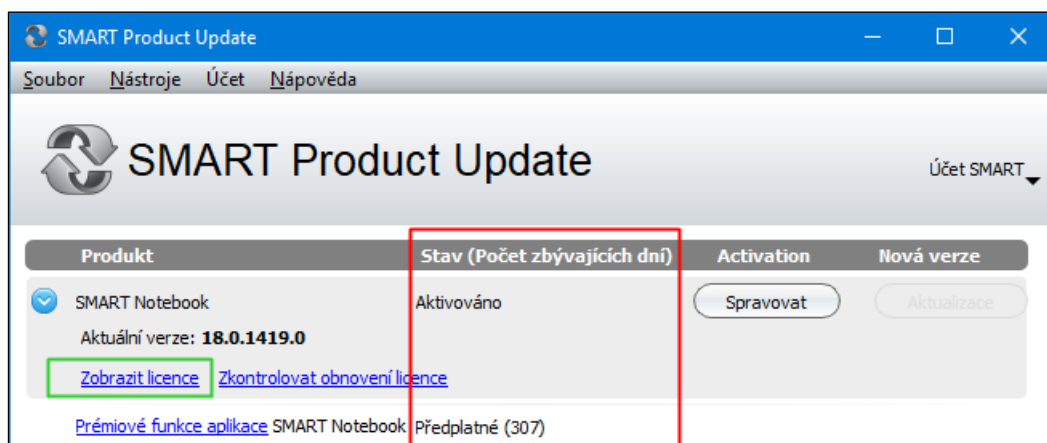 SMART Product Update
Soubor Nástroje Účet Nápověda
SMART Product Update
Účet SMART
Produkt Stav (Počet zbývajících dní) Activation Nová verze
SMART Notebook Aktivováno Spravovat Aktualizace
Aktuální verze: 18.0.1419.0
Zobrazit licence Zkontrolovat obnovení licence
Prémiové funkce aplikace SMART Notebook Předplatné (307)